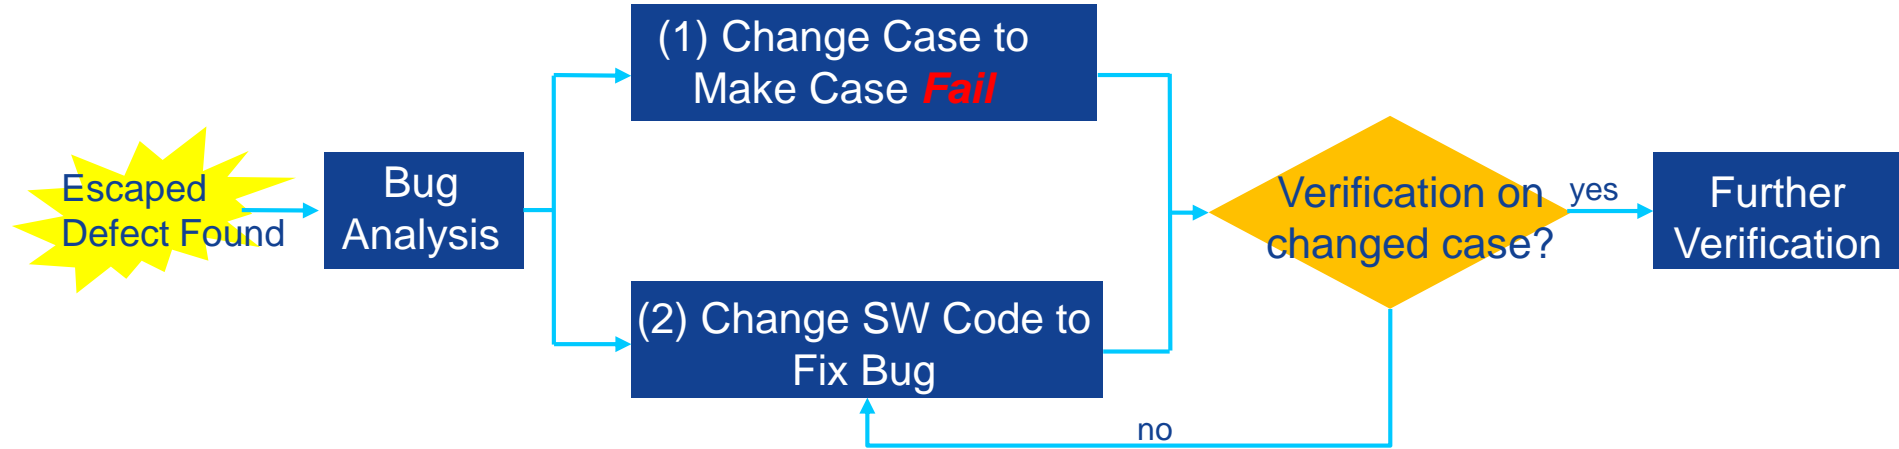 (1) Change Case to
Make Case Fail
Escaped
Defect Found
Bug
Analysis
Verification on
changed case?
yes
Further
Verification
(2) Change SW Code to
Fix Bug
no